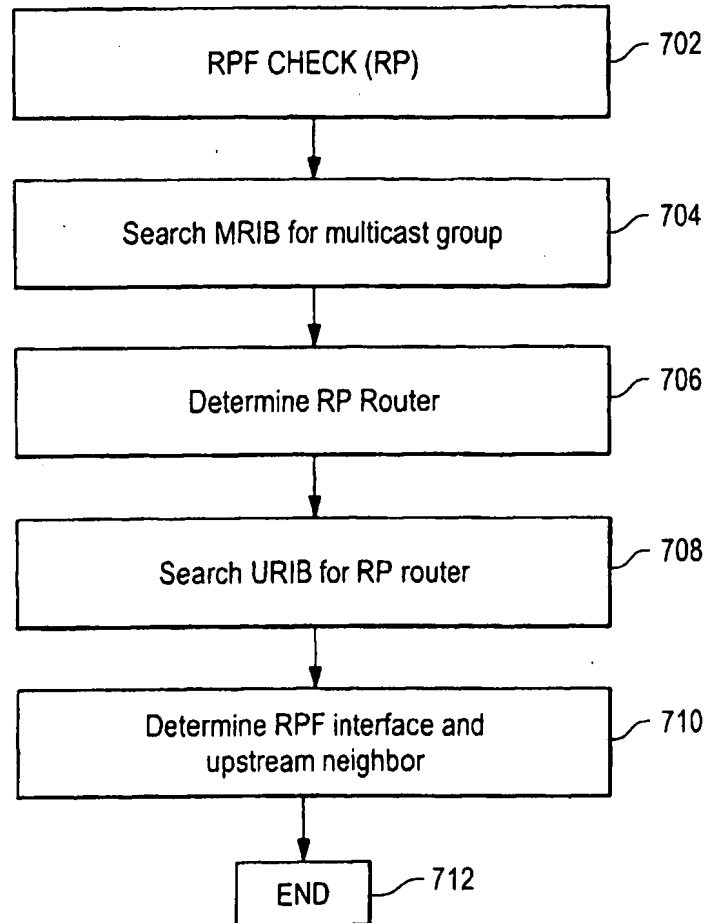 RPF CHECK (RP)
702
Search MRIB for multicast group
704
Determine RP Router
706
Search URIB for RP router
708
Determine RPF interface and
upstream neighbor
710
END
712